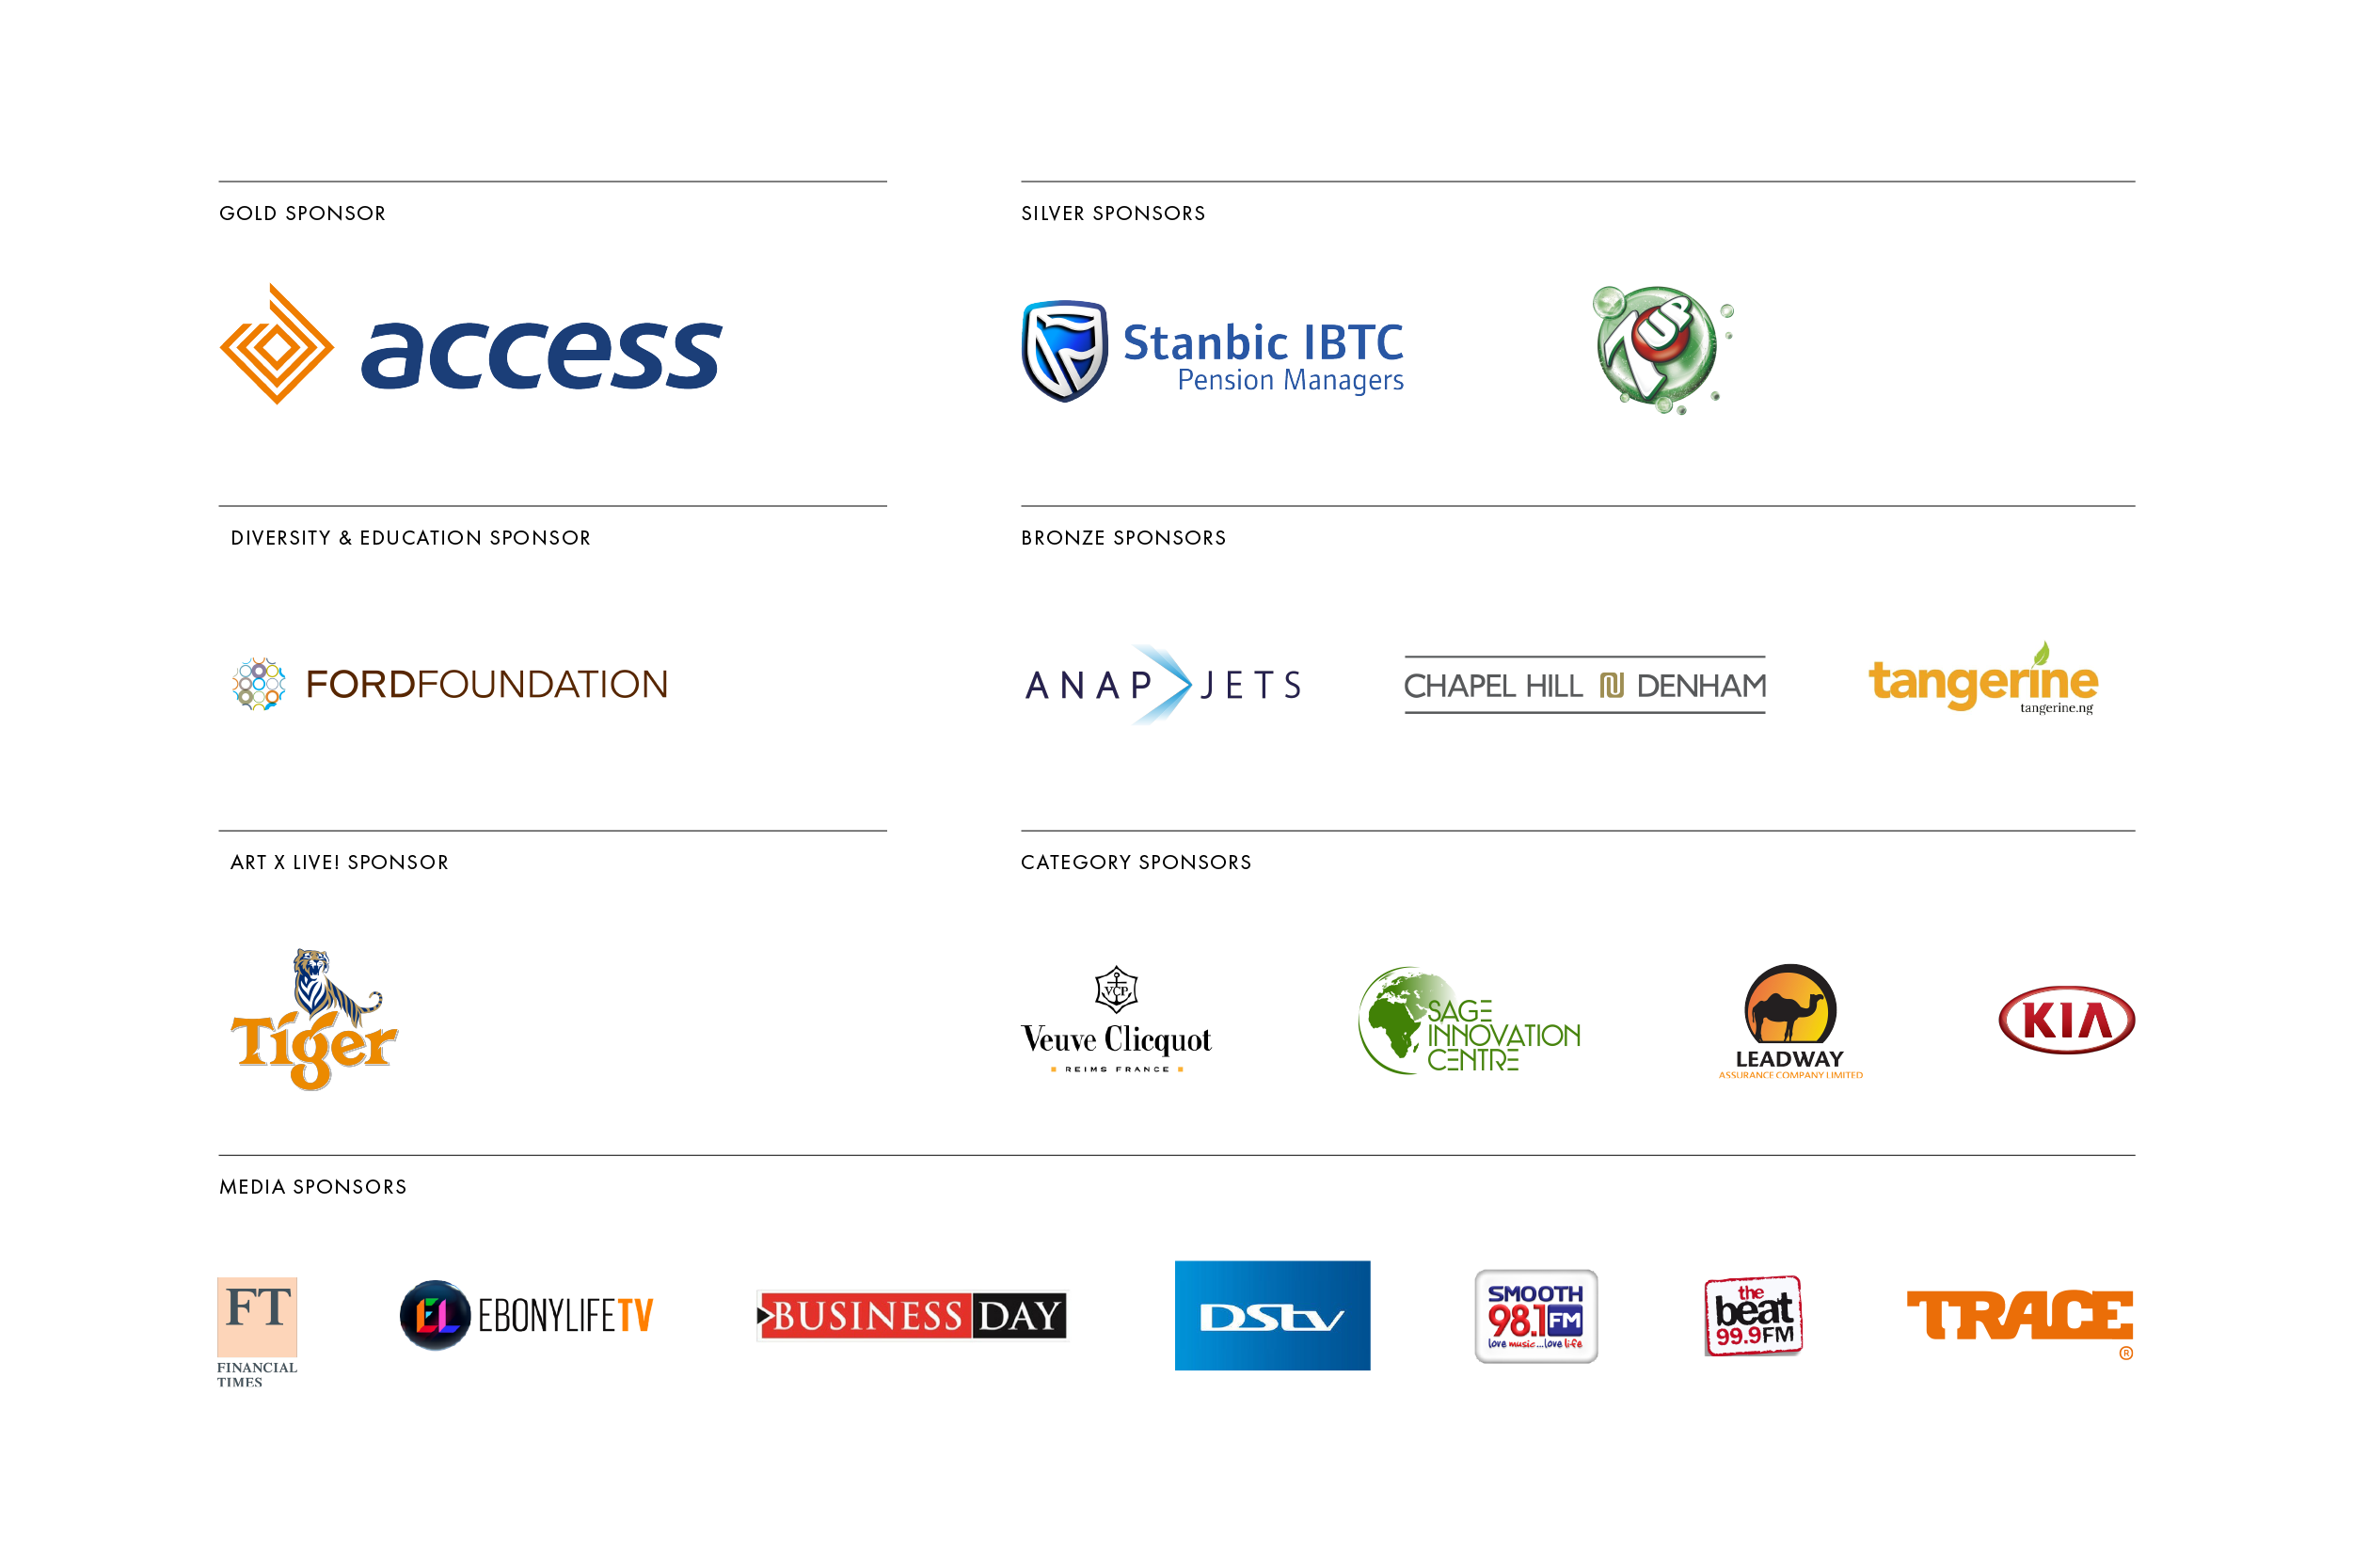 GOLD SPONSOR
access
SILVER SPONSORS
Stanbic IBTC
Pension Managers
7UP
DIVERSITY & EDUCATION SPONSOR
FORDFOUNDATION
BRONZE SPONSORS
ANAP JETS
CHAPEL HILL DENHAM
tangerine
tangerine.ng
ART X LIVE! SPONSOR
Tiger
CATEGORY SPONSORS
VCP
Veuve Clicquot
REIMS FRANCE
SAGE
INNOVATION
CENTRE
LEADWAY
ASSURANCE COMPANY LIMITED
KIA
MEDIA SPONSORS
FT
FINANCIAL
TIMES
EL EBONYLIFETV
BUSINESS DAY
DStv
SMOOTH
98.1FM
love music...love life
the
beat
99.9FM
TRACE
®